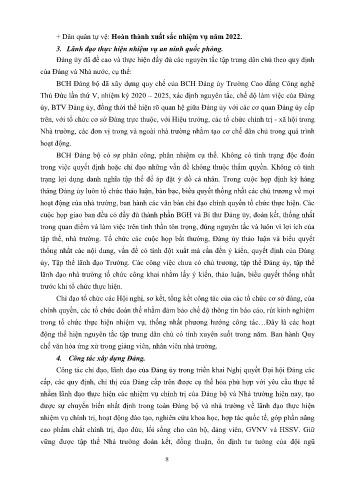 + Dân quân tự vệ: Hoàn thành xuất sắc nhiệm vụ năm 2022.
3. Lãnh đạo thực hiện nhiệm vụ an ninh quốc phòng.
Đảng ủy đã đề cao và thực hiện đầy đủ các nguyên tắc tập trung dân chủ theo quy định
của Đảng và Nhà nước, cụ thể:
BCH Đảng bộ đã xây dựng quy chế của BCH Đảng ủy Trường Cao đẳng Công nghệ
Thủ Đức lần thứ V, nhiệm kỳ 2020 – 2025, xác định nguyên tắc, chế độ làm việc của Đảng
ủy, BTV Đảng ủy, đồng thời thể hiện rõ quan hệ giữa Đảng ủy với các cơ quan Đảng ủy cấp
trên, với tổ chức cơ sở Đảng trực thuộc, với Hiệu trưởng, các tổ chức chính trị - xã hội trong
Nhà trường, các đơn vị trong và ngoài nhà trường nhằm tạo cơ chế dân chủ trong quá trình
hoạt động.
BCH Đảng bộ có sự phân công, phân nhiệm cụ thể. Không có tình trạng độc đoán
trong việc quyết định hoặc chỉ đạo những vấn đề không thuộc thẩm quyền. Không có tình
trạng lợi dụng danh nghĩa tập thể để áp đặt ý đồ cá nhân. Trong cuộc họp định kỳ hàng
tháng Đảng ủy luôn tổ chức thảo luận, bàn bạc, biểu quyết thống nhất các chủ trương về mọi
hoạt động của nhà trường, ban hành các văn bản chỉ đạo chính quyền tổ chức thực hiện. Các
cuộc họp giao ban đều có đầy đủ thành phần BGH và Bí thư Đảng ủy, đoàn kết, thống nhất
trong quan điểm và làm việc trên tinh thần tôn trọng, đúng nguyên tắc và luôn vì lợi ích của
tập thể, nhà trường. Tổ chức các cuộc họp bất thường, Đảng ủy thảo luận và biểu quyết
thống nhất các nội dung, vấn đề có tính đột xuất mà cần đến ý kiến, quyết định của Đảng
ủy, Tập thể lãnh đạo Trường. Các công việc chưa có chủ trương, tập thể Đảng ủy, tập thể
lãnh đạo nhà trường tổ chức công khai nhằm lấy ý kiến, thảo luận, biểu quyết thống nhất
trước khi tổ chức thực hiện.
Chỉ đạo tổ chức các Hội nghị, sơ kết, tổng kết công tác của các tổ chức cơ sở đảng, của
chính quyền, các tổ chức đoàn thể nhằm đảm bảo chế độ thông tin báo cáo, rút kinh nghiệm
trong tổ chức thực hiện nhiệm vụ, thống nhất phương hướng công tác…Đây là các hoạt
động thể hiện nguyên tắc tập trung dân chủ có tính xuyên suốt trong năm. Ban hành Quy
chế văn hóa ứng xử trong giảng viên, nhân viên nhà trường.
4. Công tác xây dựng Đảng.
Công tác chỉ đạo, lãnh đạo của Đảng ủy trong triển khai Nghị quyết Đại hội Đảng các
cấp, các quy định, chỉ thị của Đảng cấp trên được cụ thể hóa phù hợp với yêu cầu thực tế
nhằm lãnh đạo thực hiện các nhiệm vụ chính trị của Đảng bộ và Nhà trường hiện nay, tạo
được sự chuyển biến nhất định trong toàn Đảng bộ và nhà trường về lãnh đạo thực hiện
nhiệm vụ chính trị, hoạt động đào tạo, nghiên cứu khoa học, hợp tác quốc tế, góp phần nâng
cao phẩm chất chính trị, đạo đức, lối sống cho cán bộ, đảng viên, GVNV và HSSV. Giữ
vững được tập thể Nhà trường đoàn kết, đồng thuận, ổn định tư tưởng của đội ngũ
8